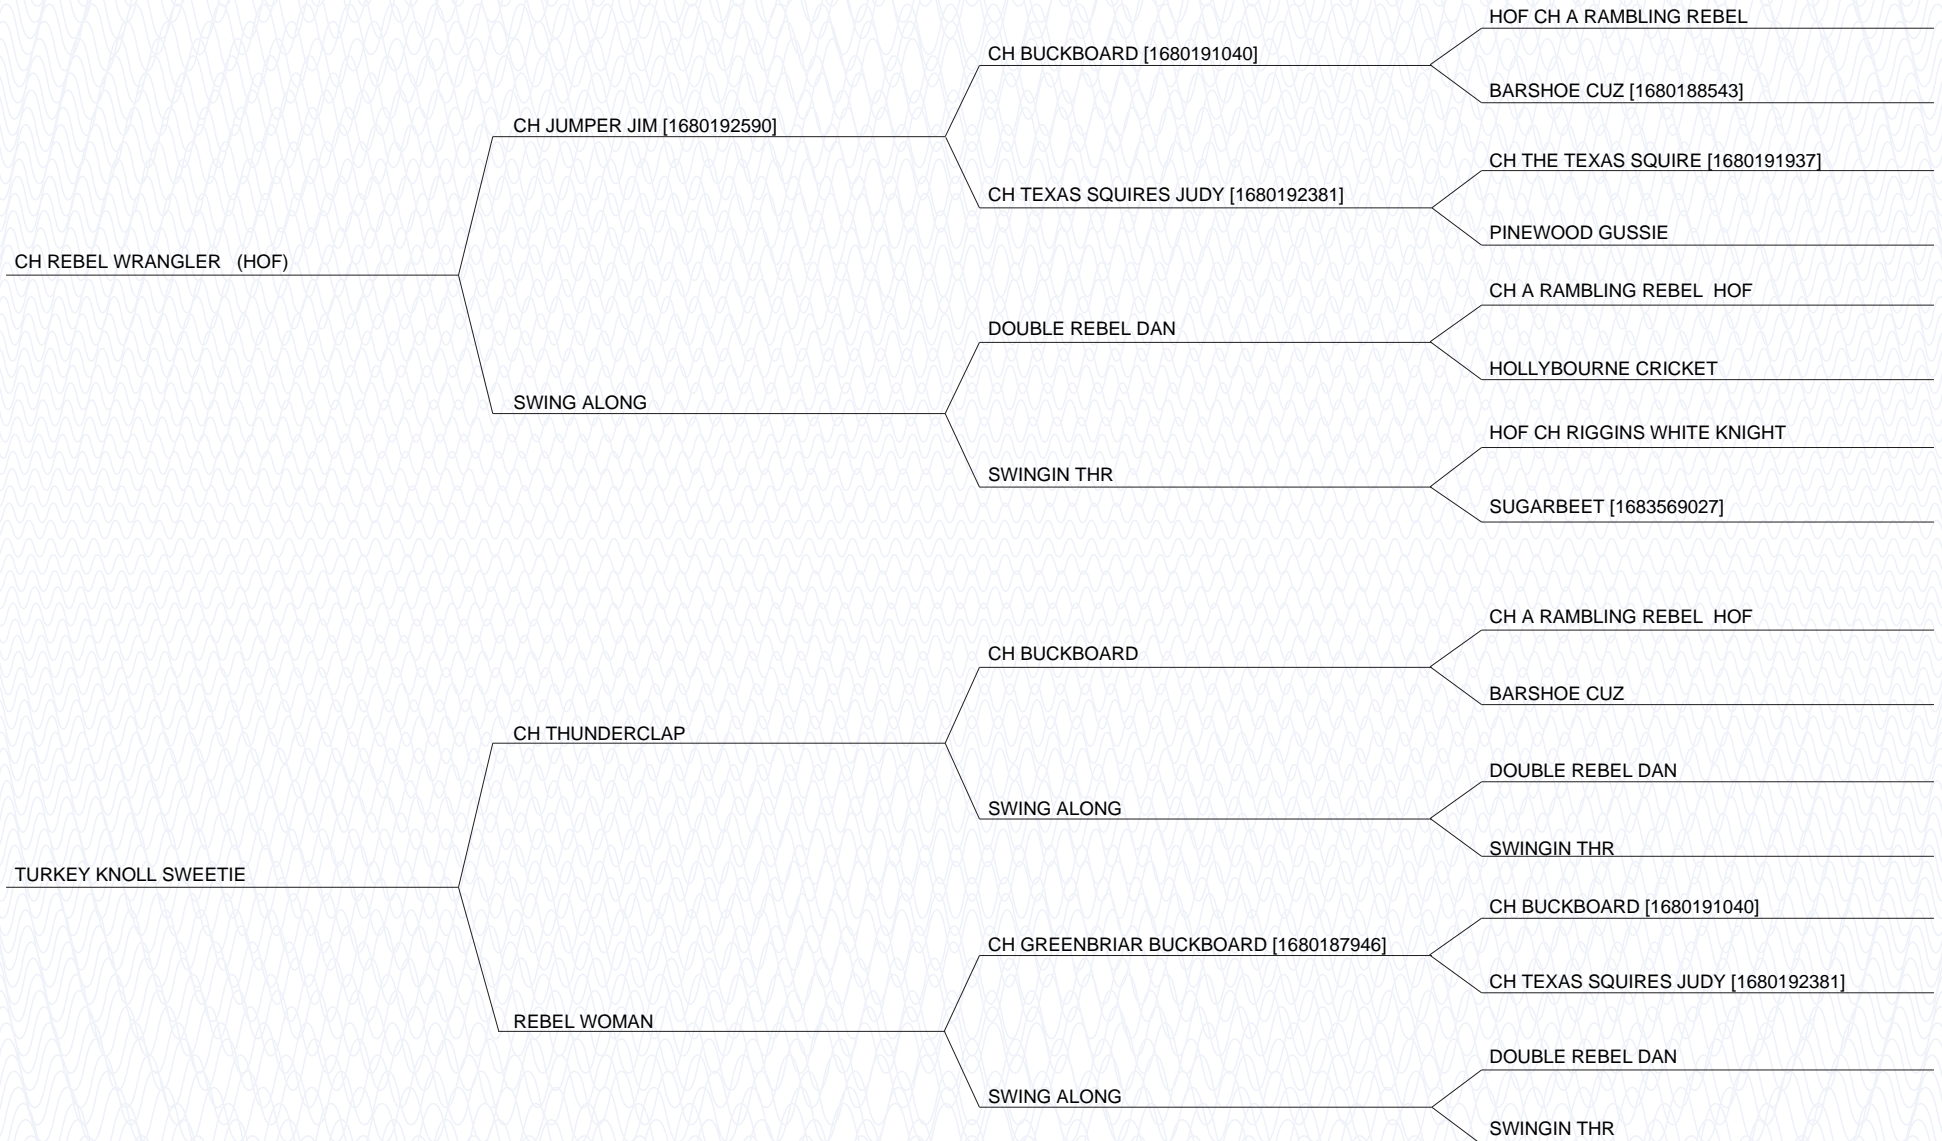 HOF CH A RAMBLING REBEL
CH BUCKBOARD [1680191040]
BARSHOE CUZ [1680188543]
CH JUMPER JIM [1680192590]
CH THE TEXAS SQUIRE [1680191937]
CH TEXAS SQUIRES JUDY [1680192381]
PINEWOOD GUSSIE
CH REBEL WRANGLER (HOF)
CH A RAMBLING REBEL HOF
DOUBLE REBEL DAN
HOLLYBOURNE CRICKET
SWING ALONG
HOF CH RIGGINS WHITE KNIGHT
SWINGIN THR
SUGARBEET [1683569027]
CH A RAMBLING REBEL HOF
CH BUCKBOARD
BARSHOE CUZ
CH THUNDERCLAP
DOUBLE REBEL DAN
SWING ALONG
SWINGIN THR
TURKEY KNOLL SWEETIE
CH BUCKBOARD [1680191040]
CH GREENBRIAR BUCKBOARD [1680187946]
CH TEXAS SQUIRES JUDY [1680192381]
REBEL WOMAN
DOUBLE REBEL DAN
SWING ALONG
SWINGIN THR